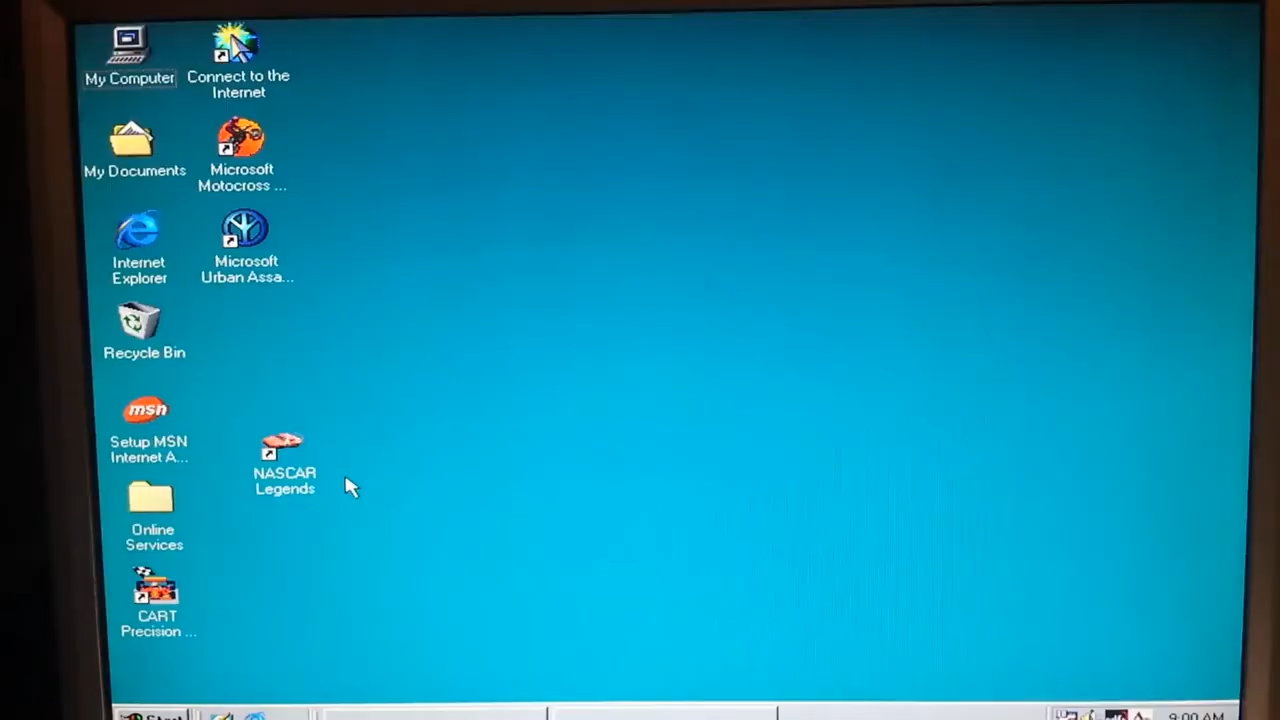 My Computer
Connect to the
Internet
My Documents
Microsoft
Motocross ...
Internet
Explorer
Microsoft
Urban Assa...
Recycle Bin
msn
Setup MSN
Internet A...
NASCAR
Legends
Online
Services
CART
Precision ...
Start
9:00 AM